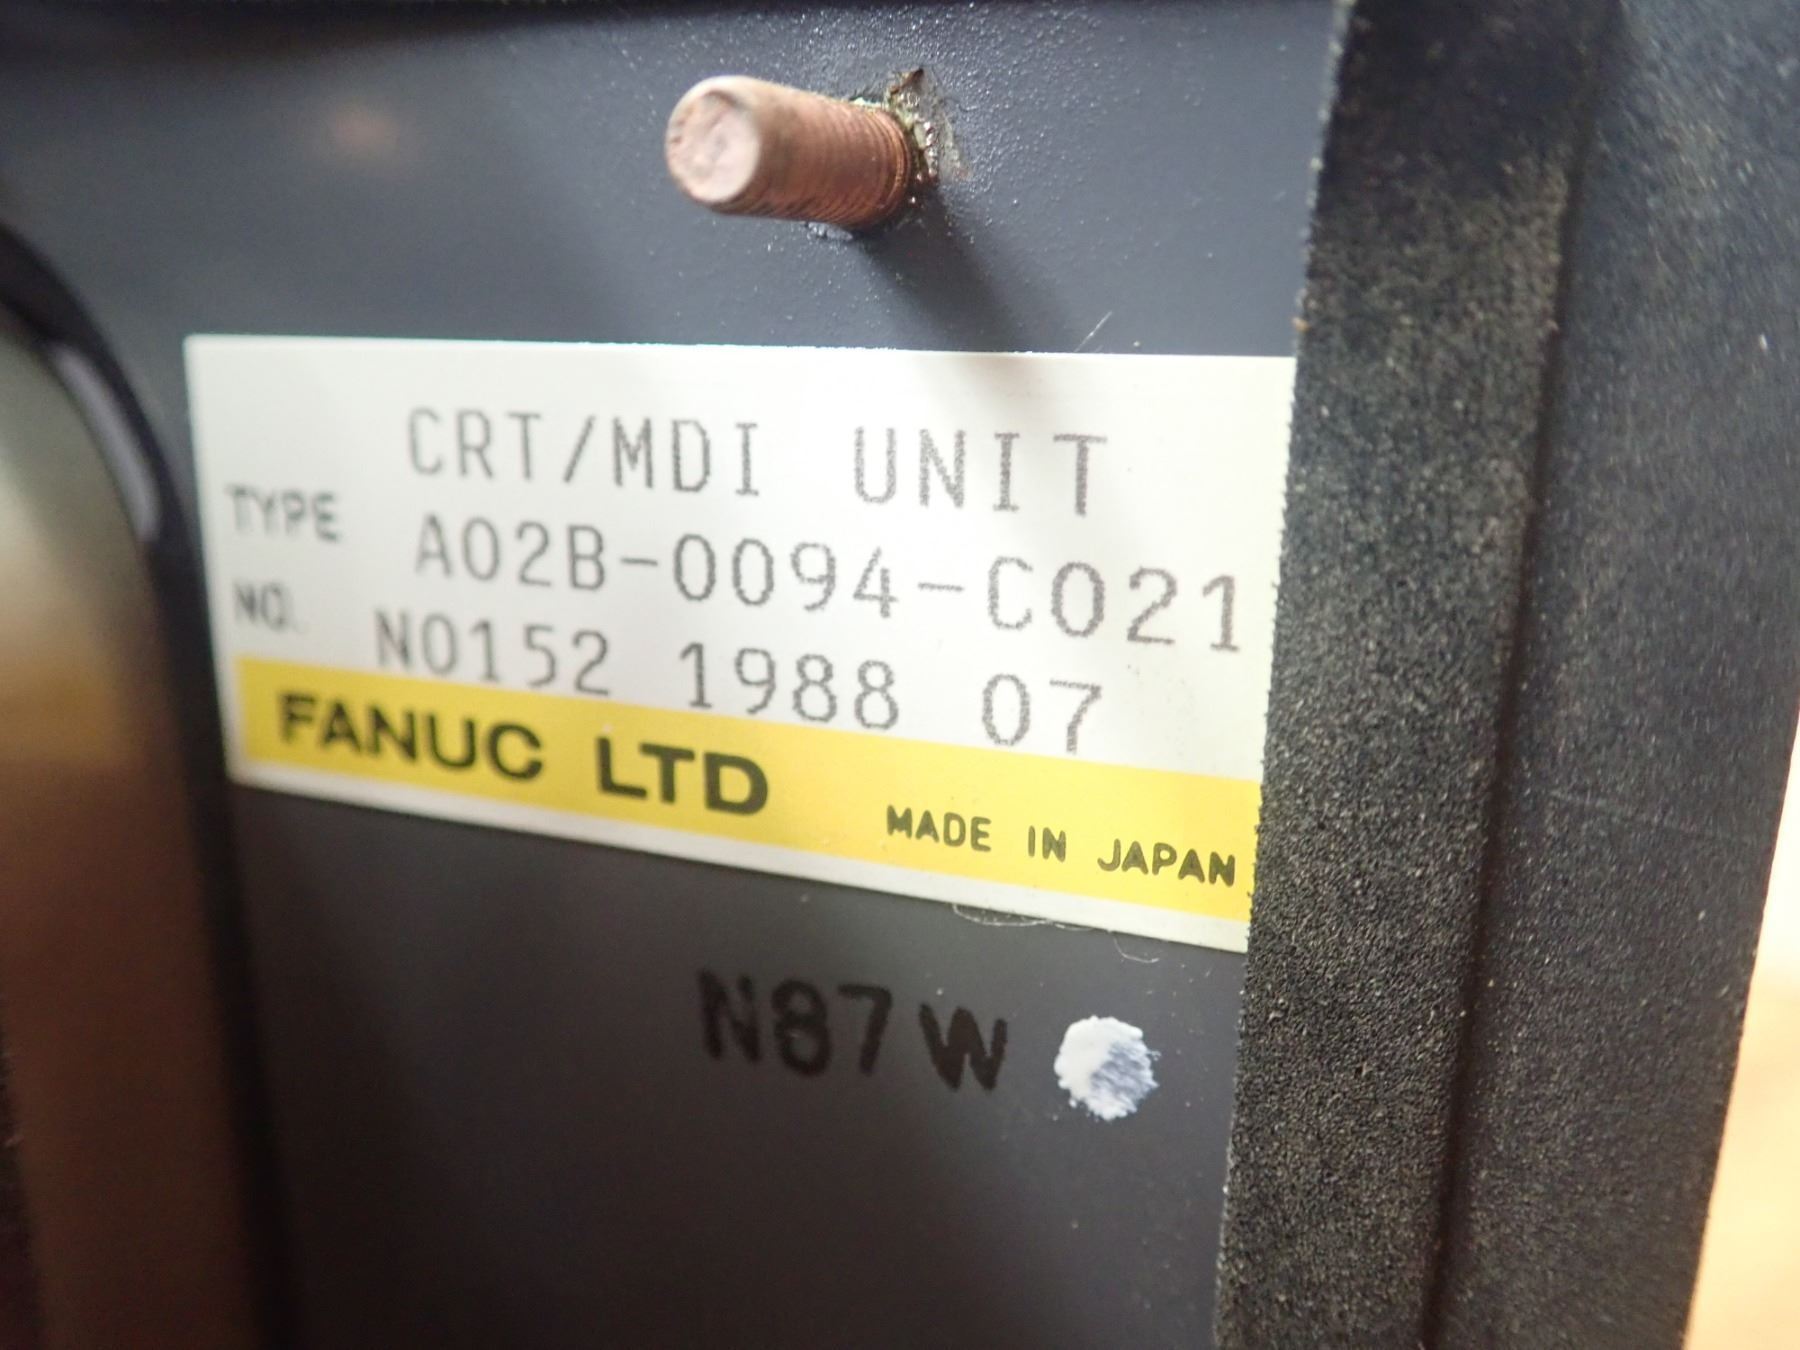 CRT/MDI UNIT
TYPE A02B-0094-C021
NO. N0152 1988 07
FANUC LTD MADE IN JAPAN
N87W